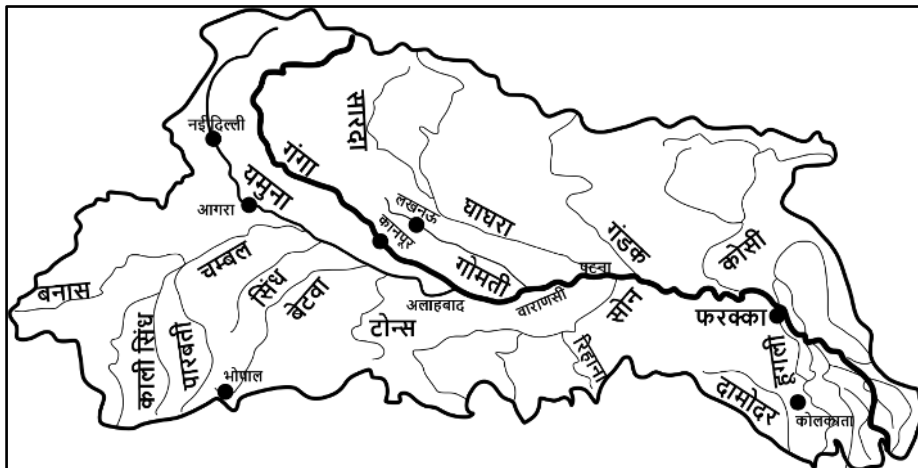 सारदा
नई दिल्ली
गंगा
यमुना
लखनऊ
आगरा
कानपूर
घाघरा
गंडक
कोसी
चम्बल
सिंध
गोमती
पटना
बनास
बेटवा
अलाहबाद
वाराणसी
सोन
फरक्का
टोन्स
काली सिंध
पारबती
रिहाना
हूगली
भोपाल
दामोदर
कोलकाता